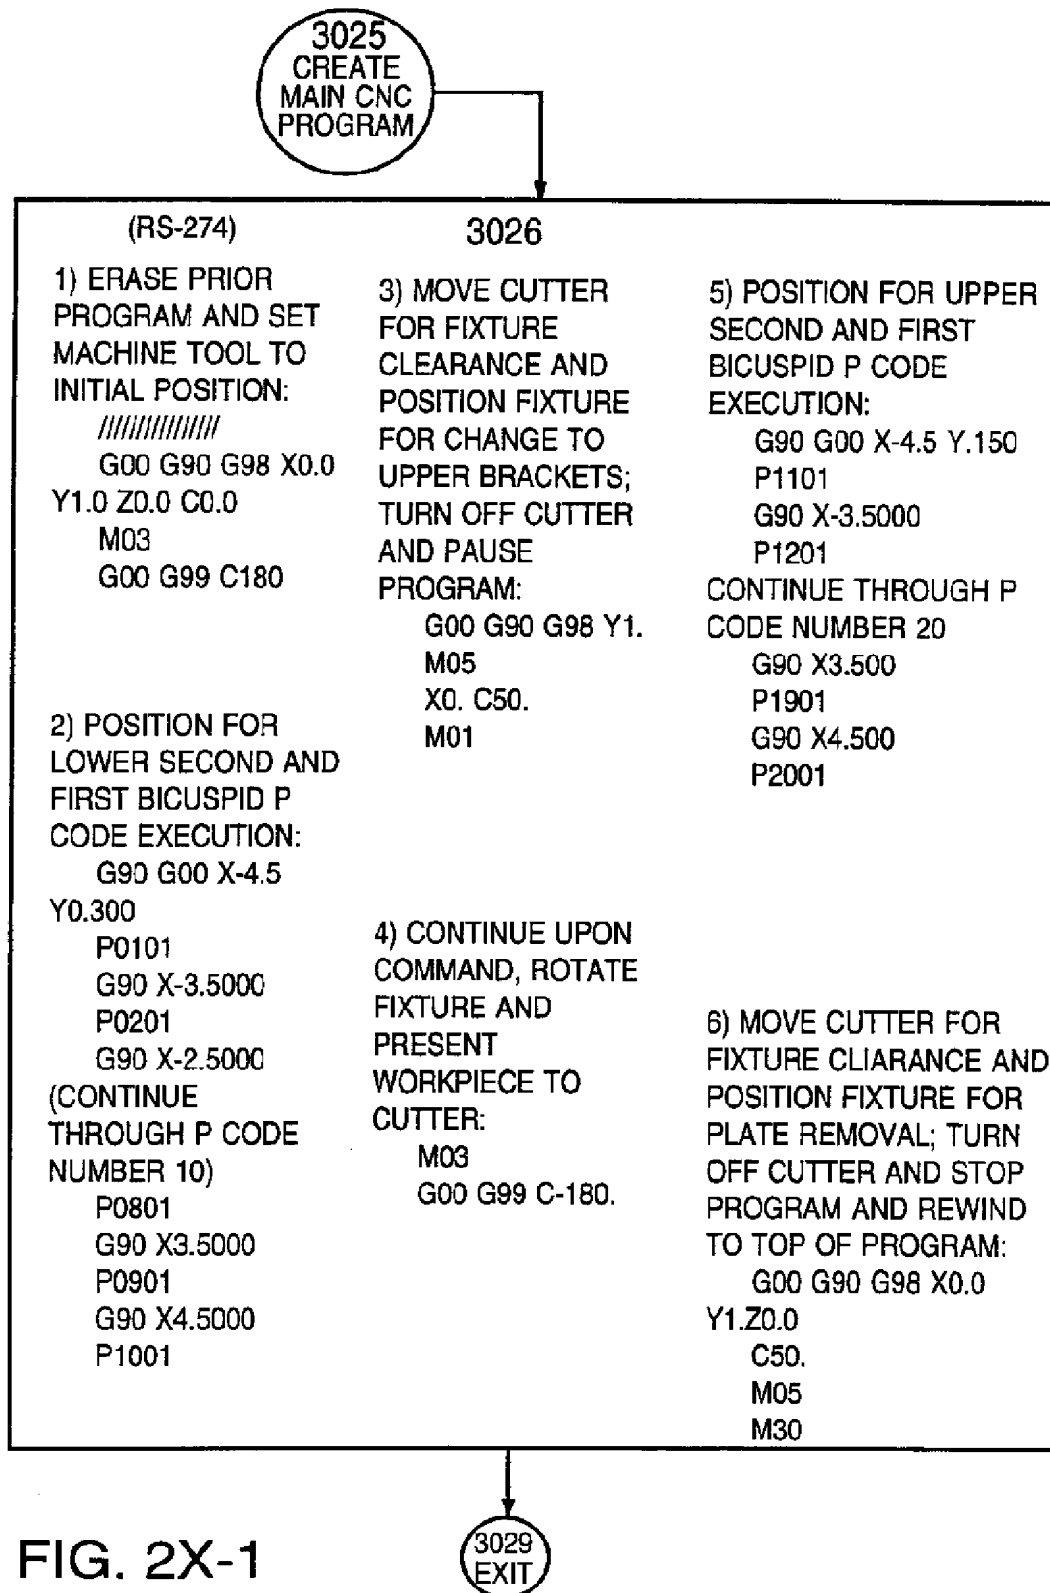 3025
CREATE
MAIN CNC
PROGRAM
(RS-274)
3026
1) ERASE PRIOR
PROGRAM AND SET
MACHINE TOOL TO
INITIAL POSITION:
///////////////
G00 G90 G98 X0.0
Y1.0 Z0.0 C0.0
M03
G00 G99 C180
2) POSITION FOR
LOWER SECOND AND
FIRST BICUSPID P
CODE EXECUTION:
G90 G00 X-4.5
Y0.300
P0101
G90 X-3.5000
P0201
G90 X-2.5000
(CONTINUE
THROUGH P CODE
NUMBER 10)
P0801
G90 X3.5000
P0901
G90 X4.5000
P1001
3) MOVE CUTTER
FOR FIXTURE
CLEARANCE AND
POSITION FIXTURE
FOR CHANGE TO
UPPER BRACKETS;
TURN OFF CUTTER
AND PAUSE
PROGRAM:
G00 G90 G98 Y1.
M05
X0. C50.
M01
4) CONTINUE UPON
COMMAND, ROTATE
FIXTURE AND
PRESENT
WORKPIECE TO
CUTTER:
M03
G00 G99 C-180.
5) POSITION FOR UPPER
SECOND AND FIRST
BICUSPID P CODE
EXECUTION:
G90 G00 X-4.5 Y.150
P1101
G90 X-3.5000
P1201
CONTINUE THROUGH P
CODE NUMBER 20
G90 X3.500
P1901
G90 X4.500
P2001
6) MOVE CUTTER FOR
FIXTURE CLIARANCE AND
POSITION FIXTURE FOR
PLATE REMOVAL; TURN
OFF CUTTER AND STOP
PROGRAM AND REWIND
TO TOP OF PROGRAM:
G00 G90 G98 X0.0
Y1.Z0.0
C50.
M05
M30
3029
EXIT
FIG. 2X-1